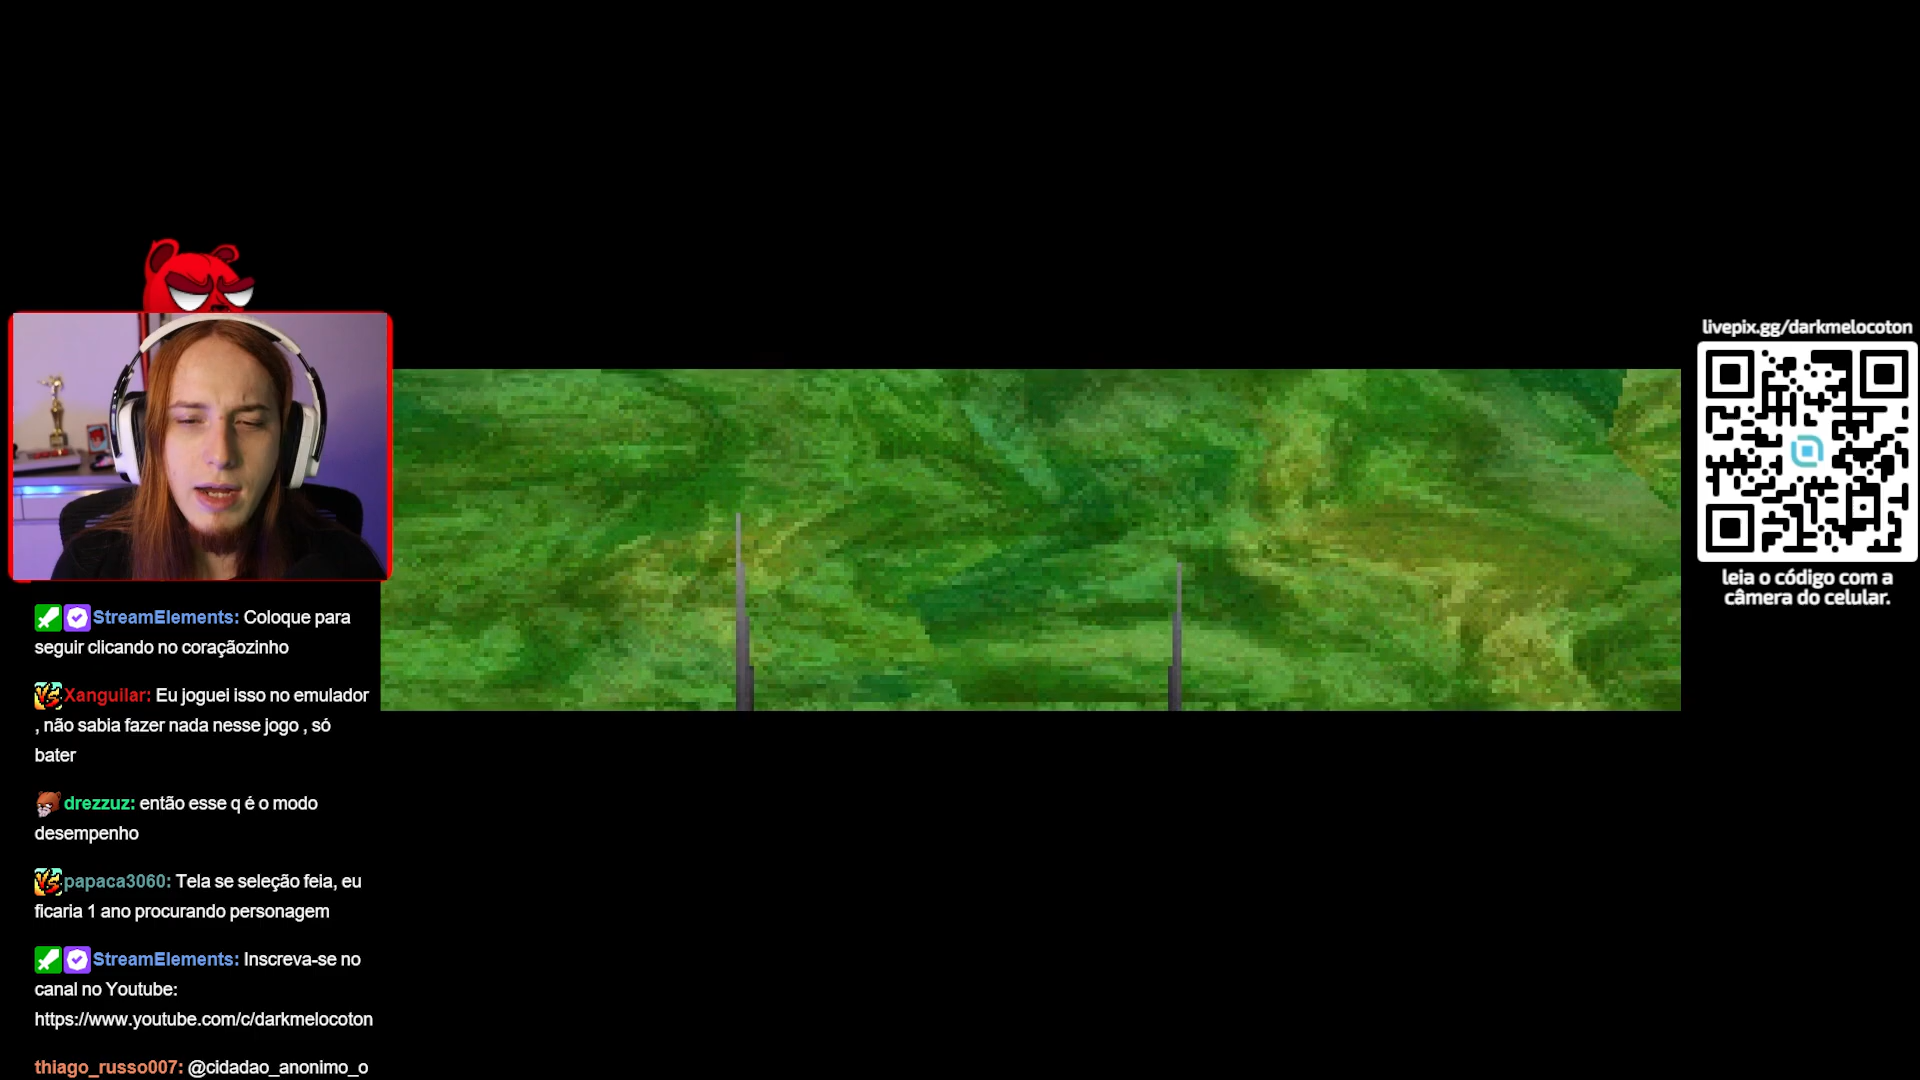 livepix.gg/darkmelocoton
leia o código com a
câmera do celular.
StreamElements: Coloque para
seguir clicando no coraçãozinho
Xanguilar: Eu joguei isso no emulador
, não sabia fazer nada nesse jogo , só
bater
drezzuz: então esse q é o modo
desempenho
papaca3060: Tela se seleção feia, eu
ficaria 1 ano procurando personagem
StreamElements: Inscreva-se no
canal no Youtube:
https://www.youtube.com/c/darkmelocoton
thiago_russo007: @cidadao_anonimo_o